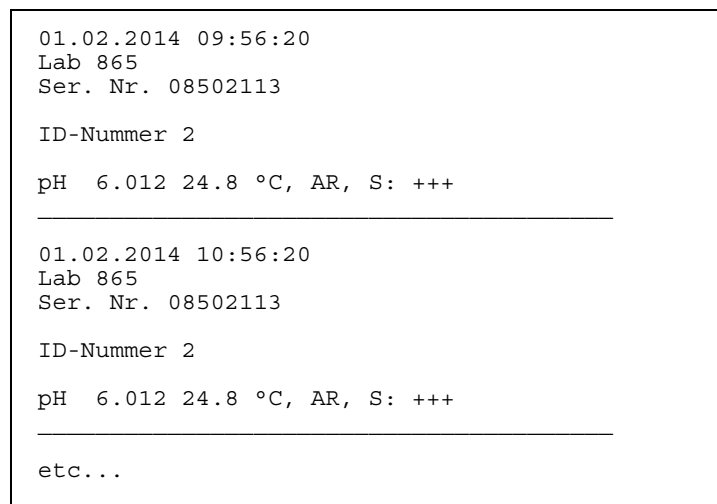 01.02.2014 09:56:20
Lab 865
Ser. Nr. 08502113
ID-Nummer 2
pH  6.012 24.8 °C, AR, S: +++
01.02.2014 10:56:20
Lab 865
Ser. Nr. 08502113
ID-Nummer 2
pH  6.012 24.8 °C, AR, S: +++
etc...